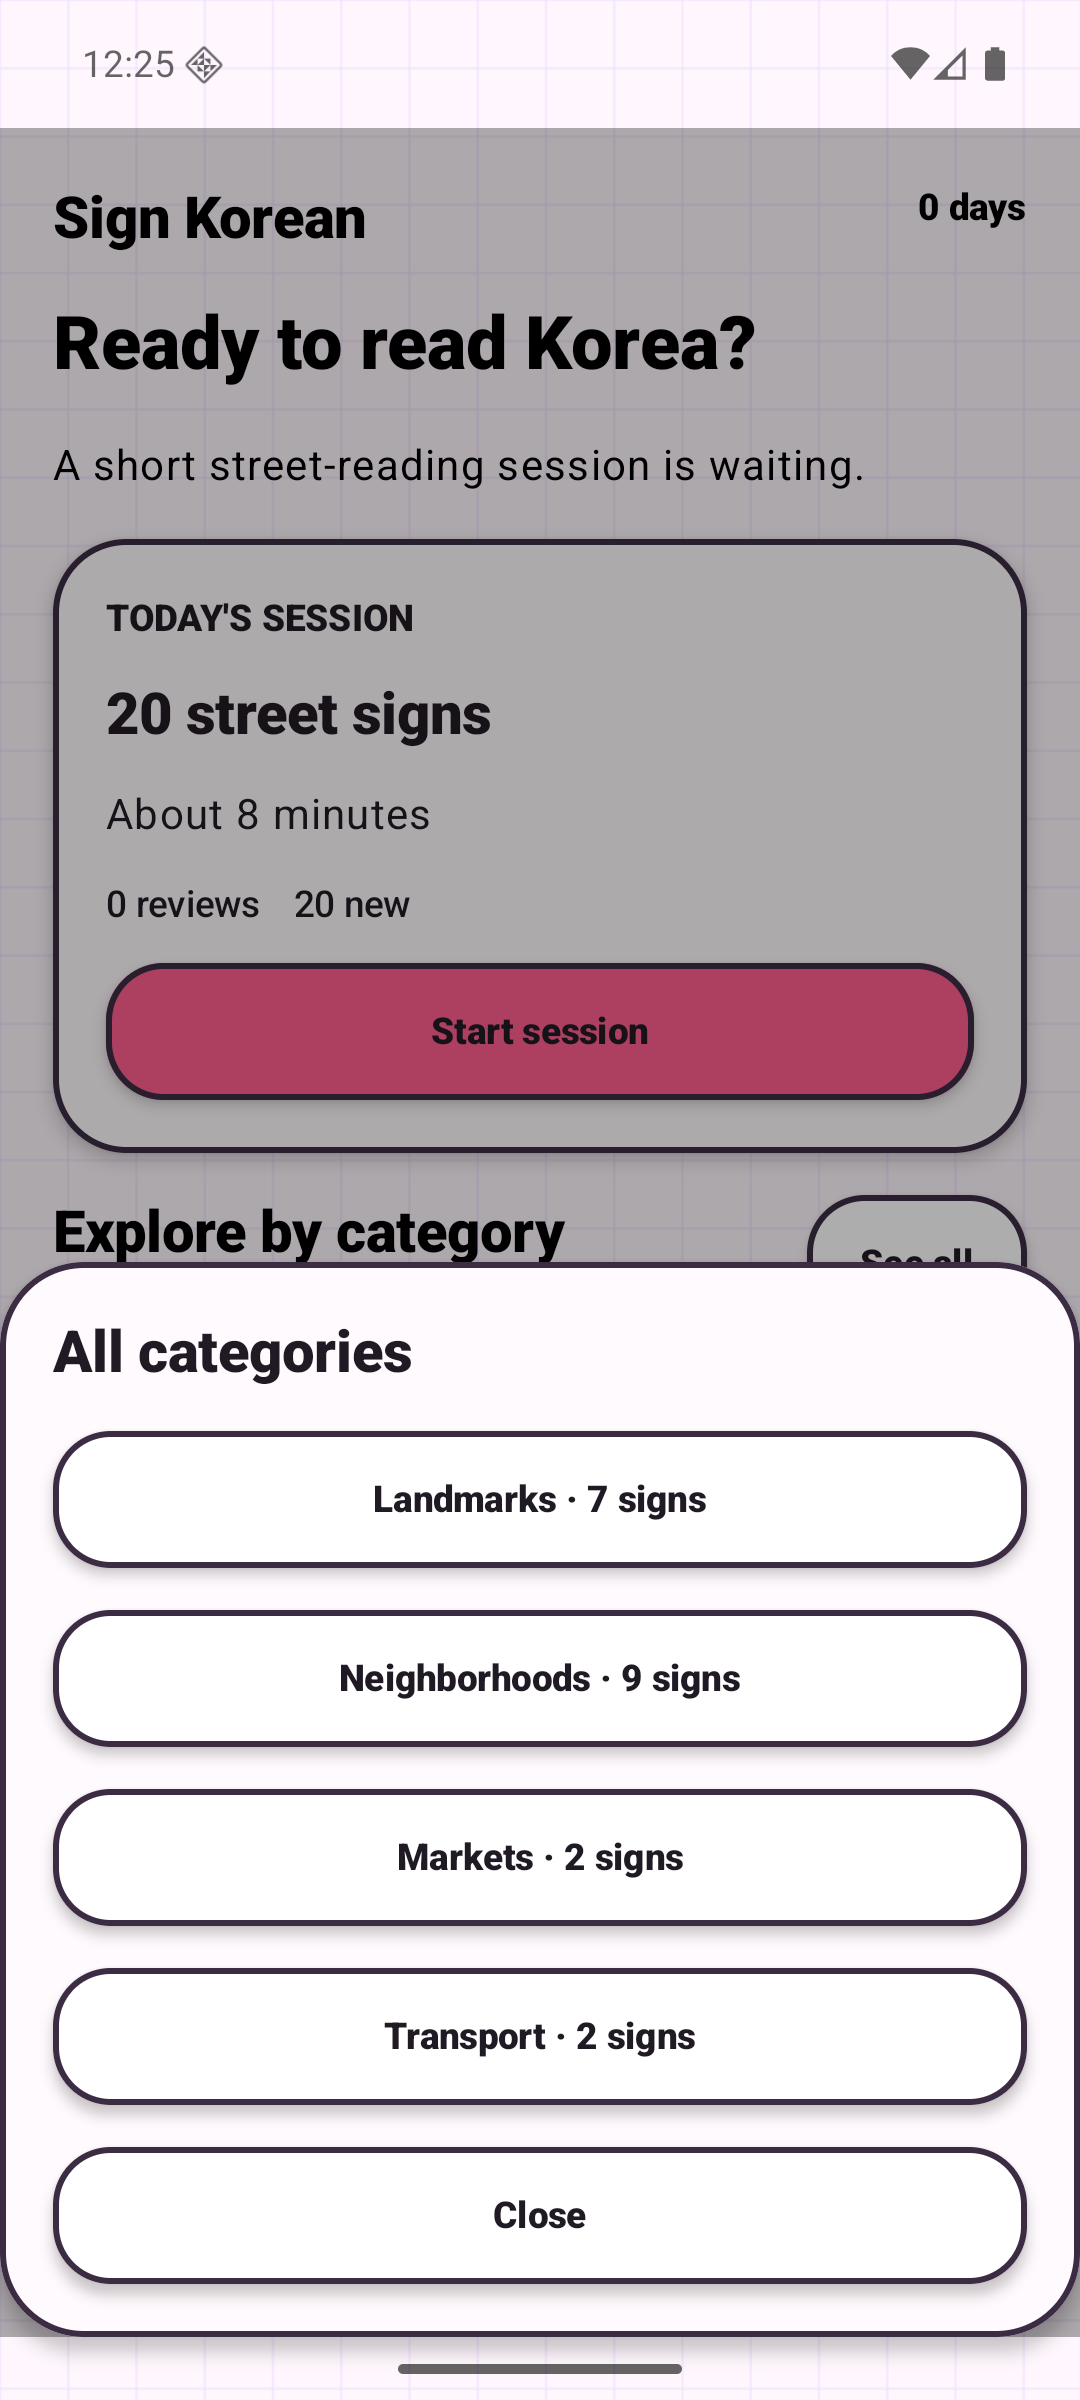 12:25
Sign Korean
0 days
Ready to read Korea?
A short street-reading session is waiting.
TODAY'S SESSION
20 street signs
About 8 minutes
0 reviews 20 new
Start session
Explore by category
See all
All categories
Landmarks · 7 signs
Neighborhoods · 9 signs
Markets · 2 signs
Transport · 2 signs
Close